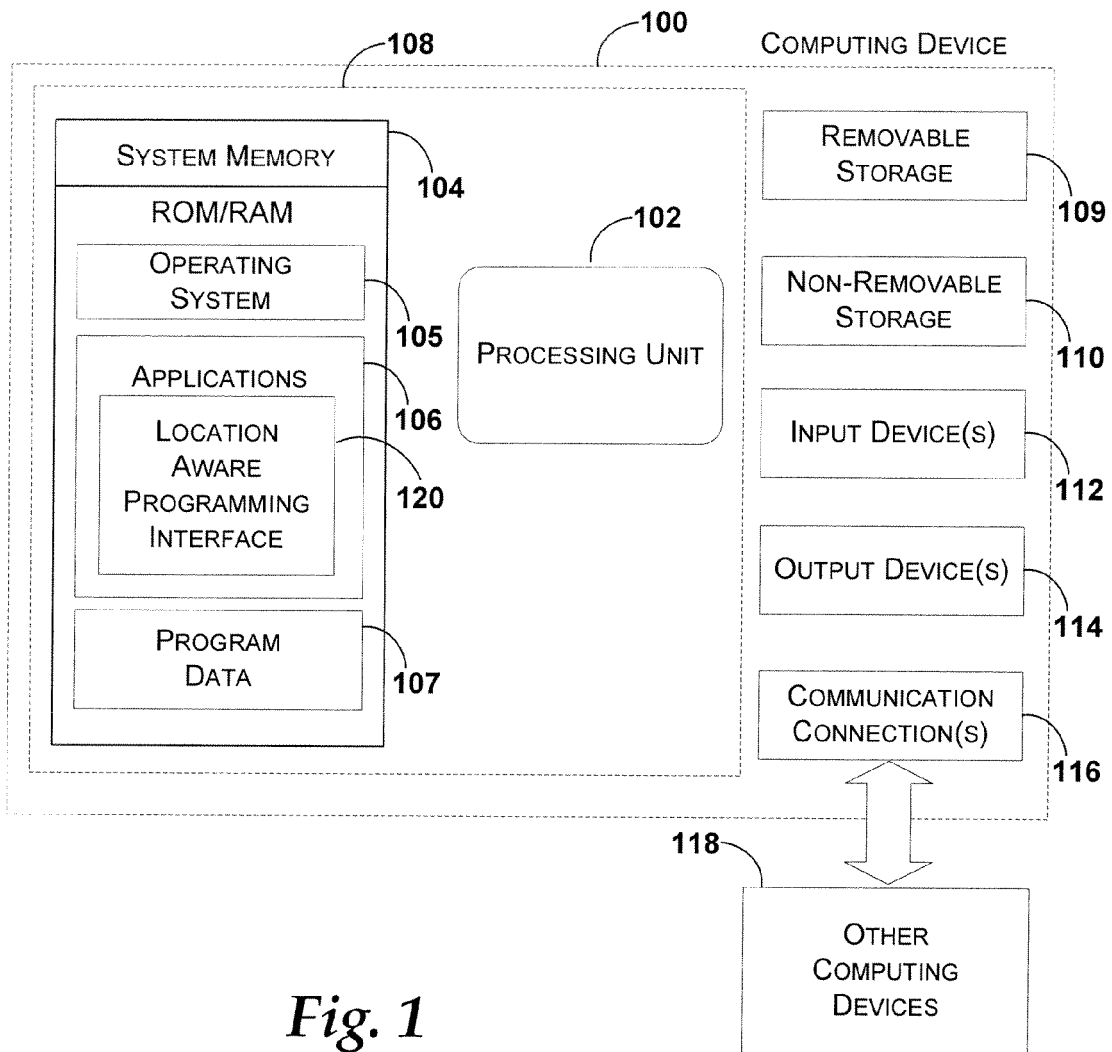 100
COMPUTING DEVICE
108
SYSTEM MEMORY
104
ROM/RAM
OPERATING
SYSTEM
105
APPLICATIONS
106
LOCATION
AWARE
PROGRAMMING
INTERFACE
120
PROGRAM
DATA
107
102
PROCESSING UNIT
REMOVABLE
STORAGE
109
NON-REMOVABLE
STORAGE
110
INPUT DEVICE(S)
112
OUTPUT DEVICE(S)
114
COMMUNICATION
CONNECTION(S)
116
118
OTHER
COMPUTING
DEVICES
Fig. 1